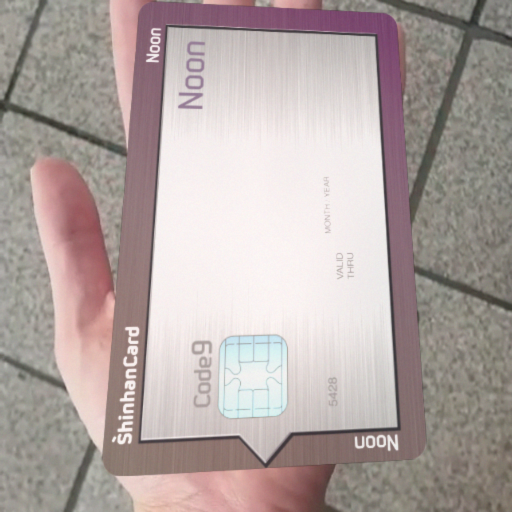 ShinhanCard
Noon
Code9
Noon
5428
VALID
THRU
MONTH / YEAR
Noon